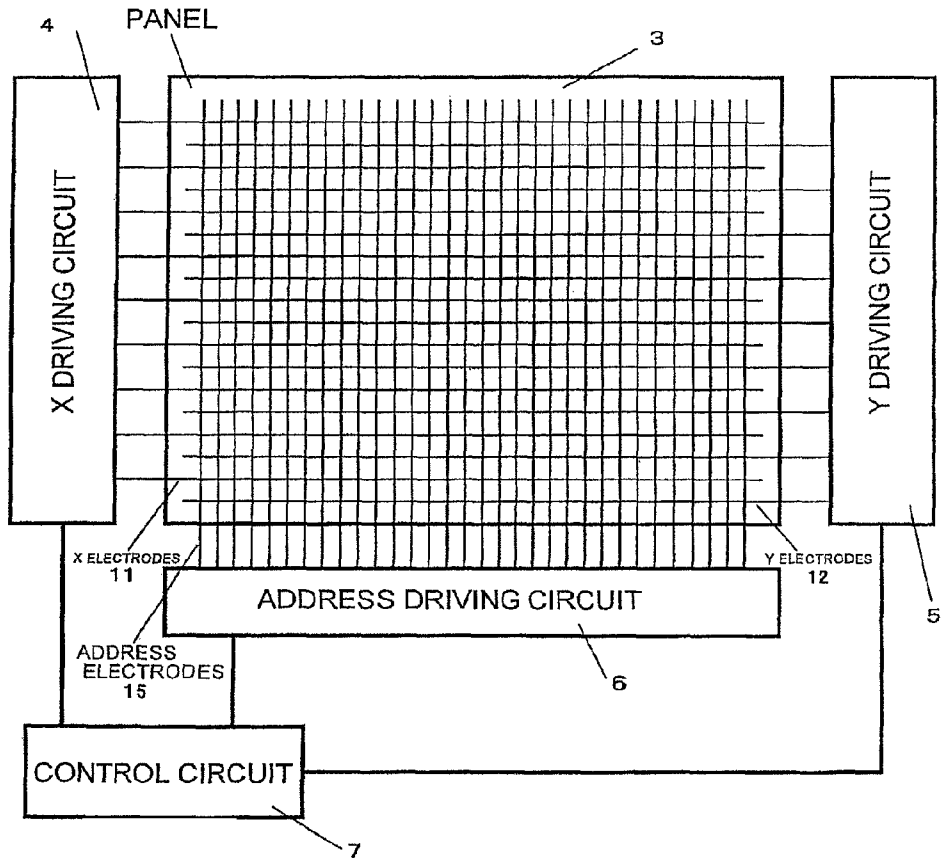 4
PANEL
3
X DRIVING CIRCUIT
Y DRIVING CIRCUIT
X ELECTRODES
11
Y ELECTRODES
12
5
ADDRESS DRIVING CIRCUIT
6
ADDRESS
ELECTRODES
15
CONTROL CIRCUIT
7